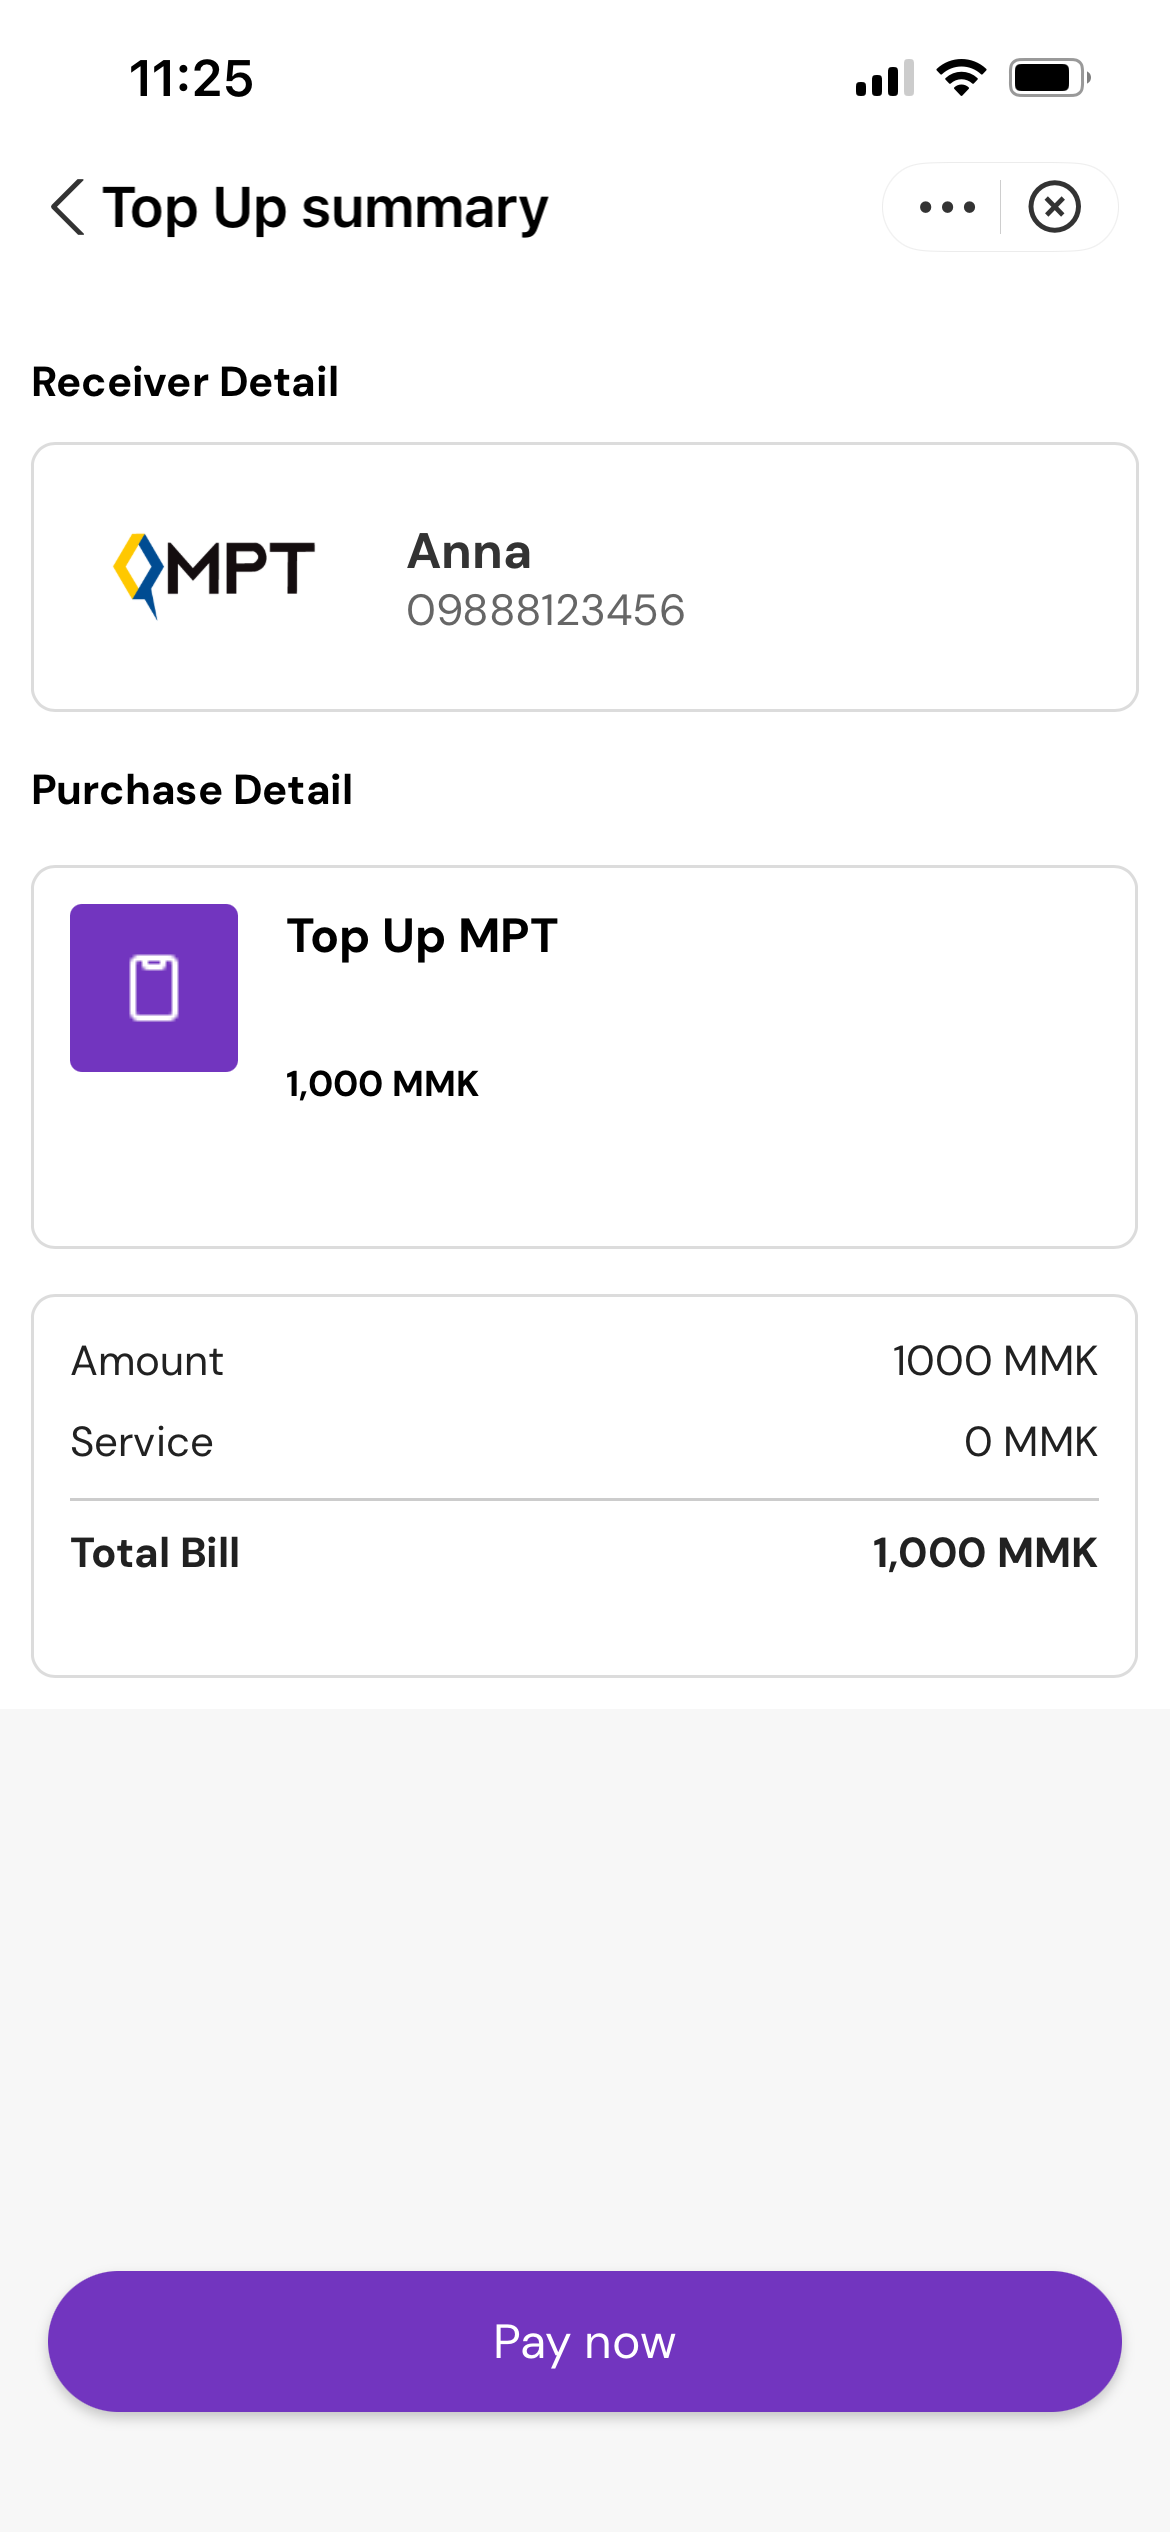 11:25
Top Up summary
Receiver Detail
MPT
Anna
09888123456
Purchase Detail
Top Up MPT
1,000 MMK
Amount 1000 MMK
Service 0 MMK
Total Bill 1,000 MMK
Pay now